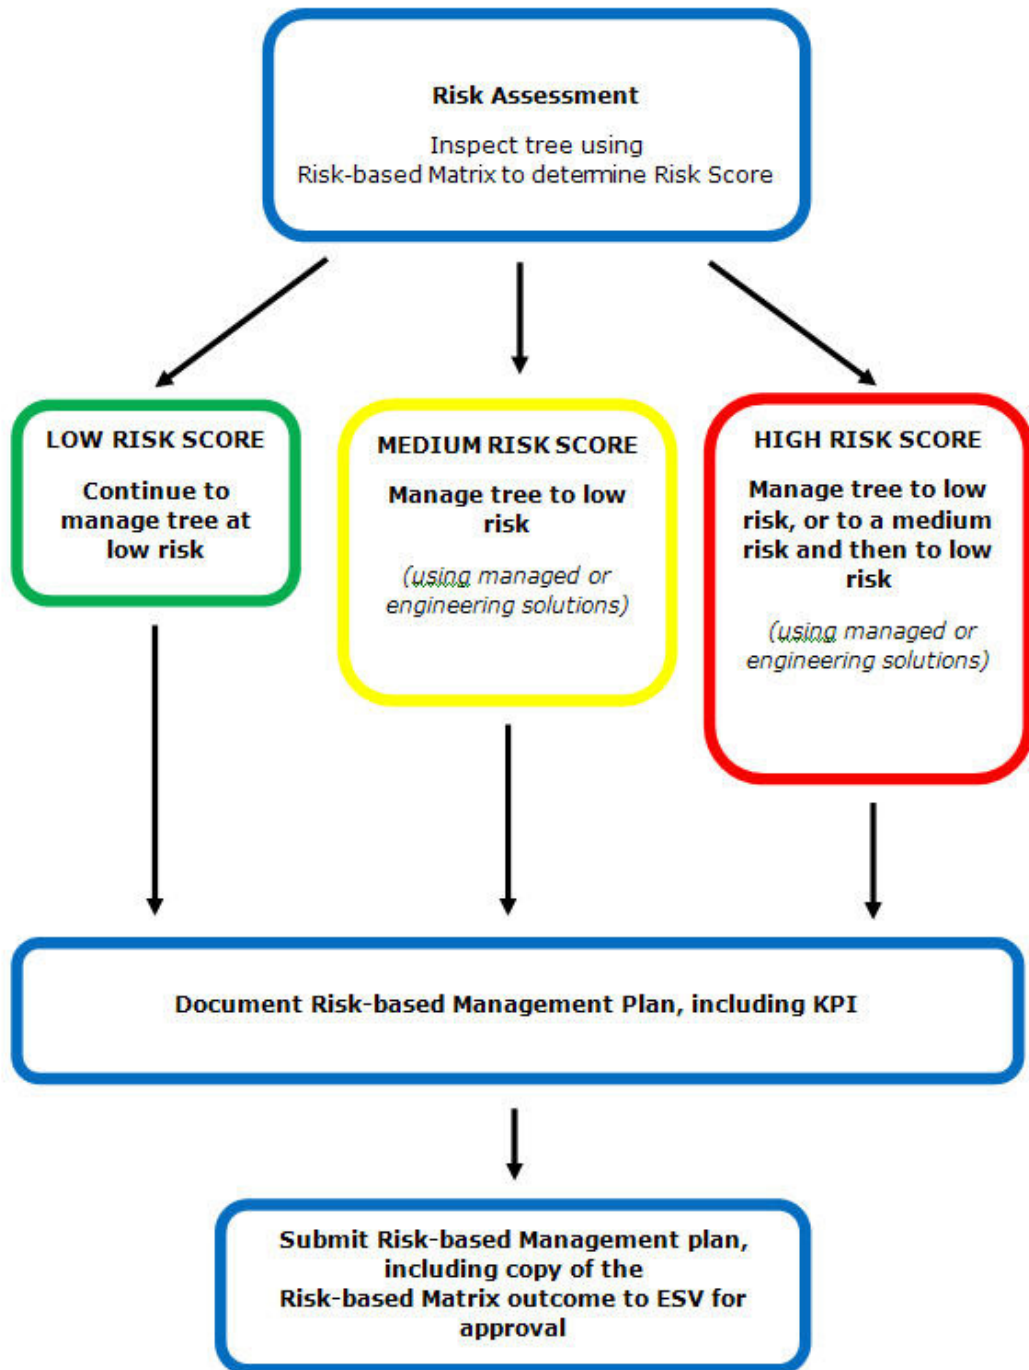 Risk Assessment
Inspect tree using
Risk-based Matrix to determine Risk Score
LOW RISK SCORE
Continue to
manage tree at
low risk
MEDIUM RISK SCORE
Manage tree to low
risk
(using managed or
engineering solutions)
HIGH RISK SCORE
Manage tree to low
risk, or to a medium
risk and then to low
risk
(using managed or
engineering solutions)
Document Risk-based Management Plan, including KPI
Submit Risk-based Management plan,
including copy of the
Risk-based Matrix outcome to ESV for
approval